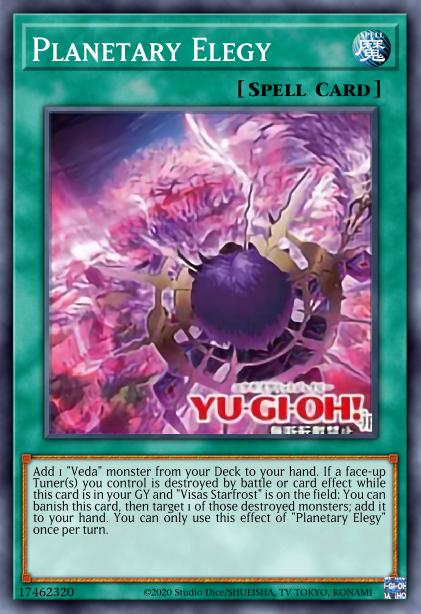 PLANETARY ELEGY
SPELL
魔
[SPELL CARD]
YU-GI-OH!
Add 1 "Veda" monster from your Deck to your hand. If a face-up
Tuner(s) you control is destroyed by battle or card effect while
this card is in your GY and "Visas Starfrost" is on the field: You can
banish this card, then target 1 of those destroyed monsters; add it
to your hand. You can only use this effect of "Planetary Elegy"
once per turn.
17462320
©2020 Studio Dice/SHUEISHA, TV TOKYO, KONAMI